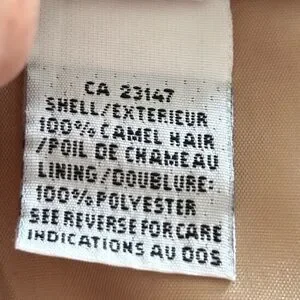 CA 23147
SHELL/EXTERIEUR
100% CAMEL HAIR
/POIL DE CHAMEAU
LINING/DOUBLURE:
100% POLYESTER
SEE REVERSE FOR CARE
INDICATIONS AU DOS